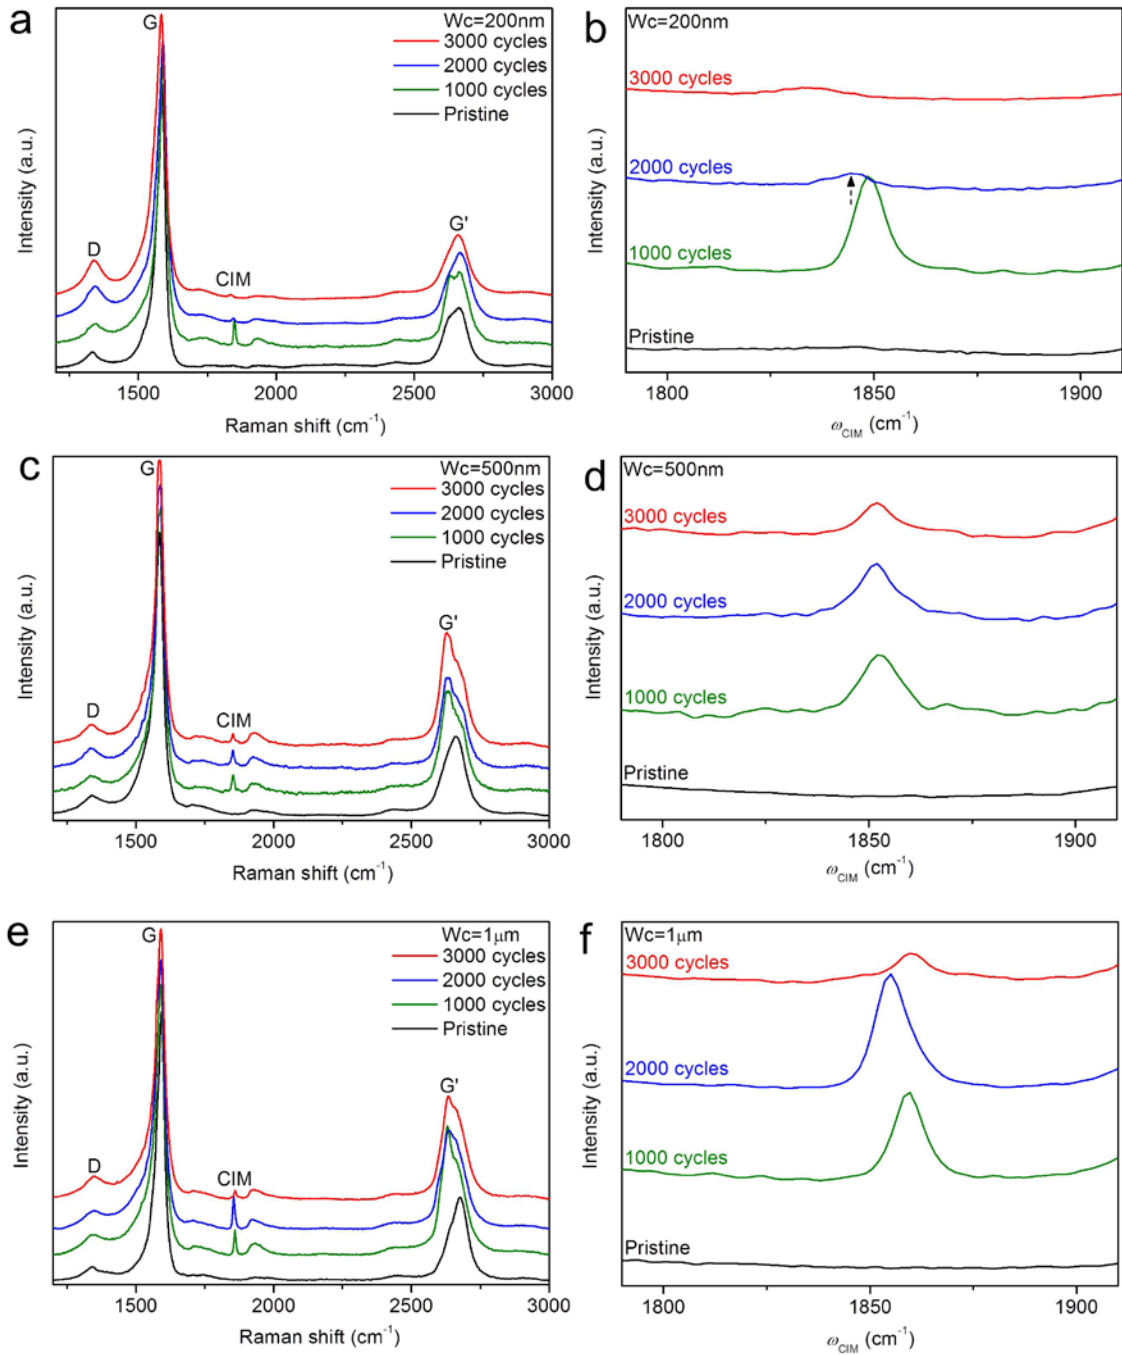 a
G
Wc=200nm
3000 cycles
2000 cycles
1000 cycles
Pristine
D
CIM
G'
Intensity (a.u.)
1500 2000 2500 3000
Raman shift (cm⁻¹)
b
Wc=200nm
3000 cycles
2000 cycles
1000 cycles
Pristine
Intensity (a.u.)
1800 1850 1900
ωCIM (cm⁻¹)
c
G
Wc=500nm
3000 cycles
2000 cycles
1000 cycles
Pristine
D
CIM
G'
Intensity (a.u.)
1500 2000 2500 3000
Raman shift (cm⁻¹)
d
Wc=500nm
3000 cycles
2000 cycles
1000 cycles
Pristine
Intensity (a.u.)
1800 1850 1900
ωCIM (cm⁻¹)
e
G
Wc=1μm
3000 cycles
2000 cycles
1000 cycles
Pristine
D
CIM
G'
Intensity (a.u.)
1500 2000 2500 3000
Raman shift (cm⁻¹)
f
Wc=1μm
3000 cycles
2000 cycles
1000 cycles
Pristine
Intensity (a.u.)
1800 1850 1900
ωCIM (cm⁻¹)